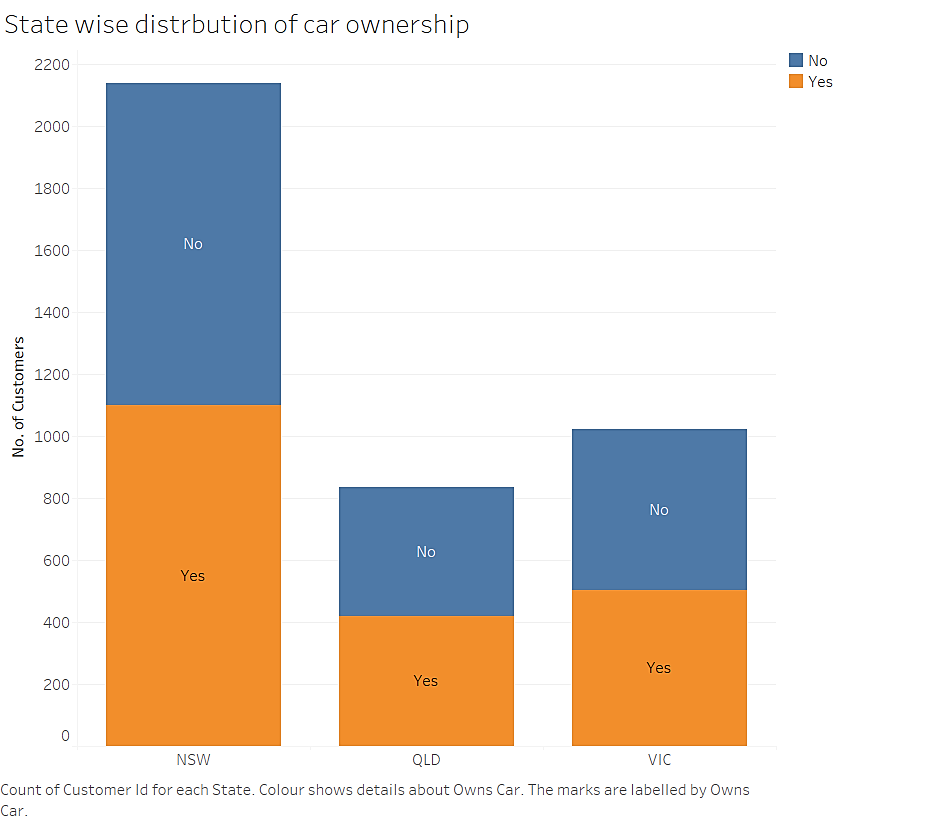 State wise distrbution of car ownership
No
Yes
No. of Customers
2200
2000
1800
1600
1400
1200
1000
800
600
400
200
0
No
Yes
No
Yes
No
Yes
NSW
QLD
VIC
Count of Customer Id for each State. Colour shows details about Owns Car. The marks are labelled by Owns
Car.